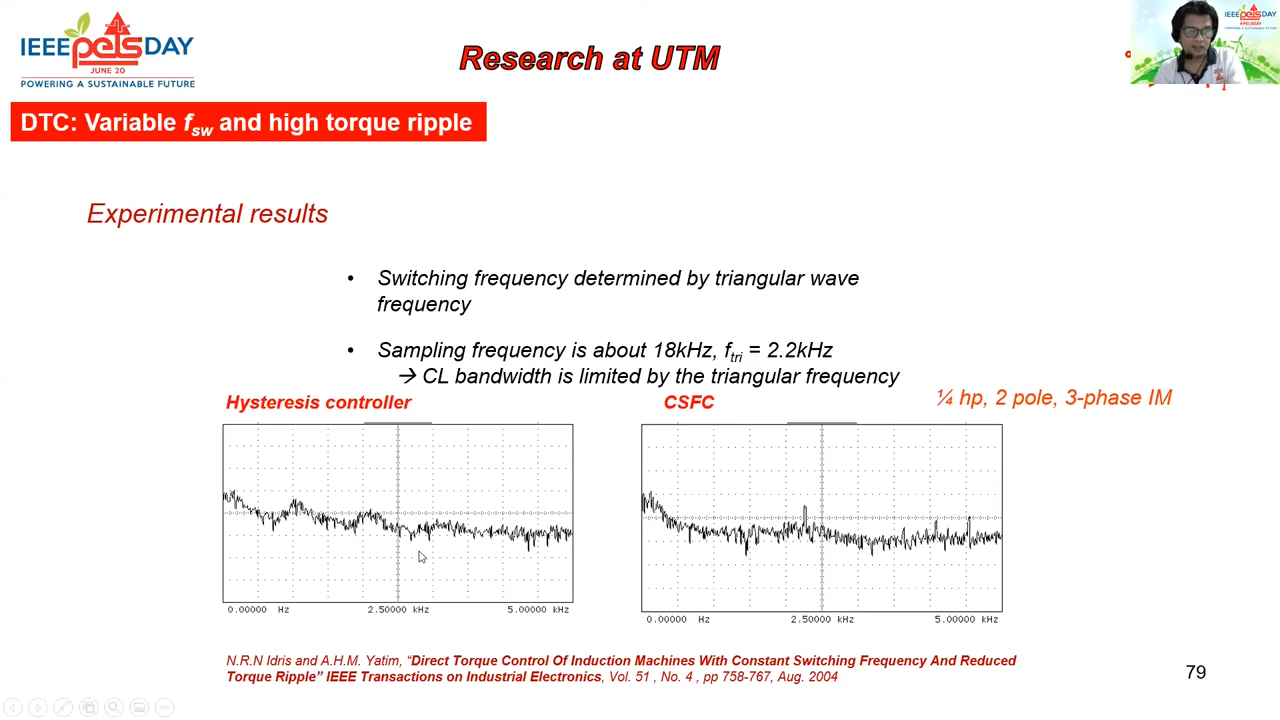 IEEE pels DAY
JUNE 20
POWERING A SUSTAINABLE FUTURE
Research at UTM
IEEE pels DAY
DTC: Variable fsw and high torque ripple
Experimental results
• Switching frequency determined by triangular wave
frequency
• Sampling frequency is about 18kHz, ftri = 2.2kHz
→ CL bandwidth is limited by the triangular frequency
Hysteresis controller
CSFC
¼ hp, 2 pole, 3-phase IM
0.00000 Hz 2.50000 kHz 5.00000 kHz
0.00000 Hz 2.50000 kHz 5.00000 kHz
N.R.N Idris and A.H.M. Yatim, “Direct Torque Control Of Induction Machines With Constant Switching Frequency And Reduced
Torque Ripple” IEEE Transactions on Industrial Electronics, Vol. 51 , No. 4 , pp 758-767, Aug. 2004
79